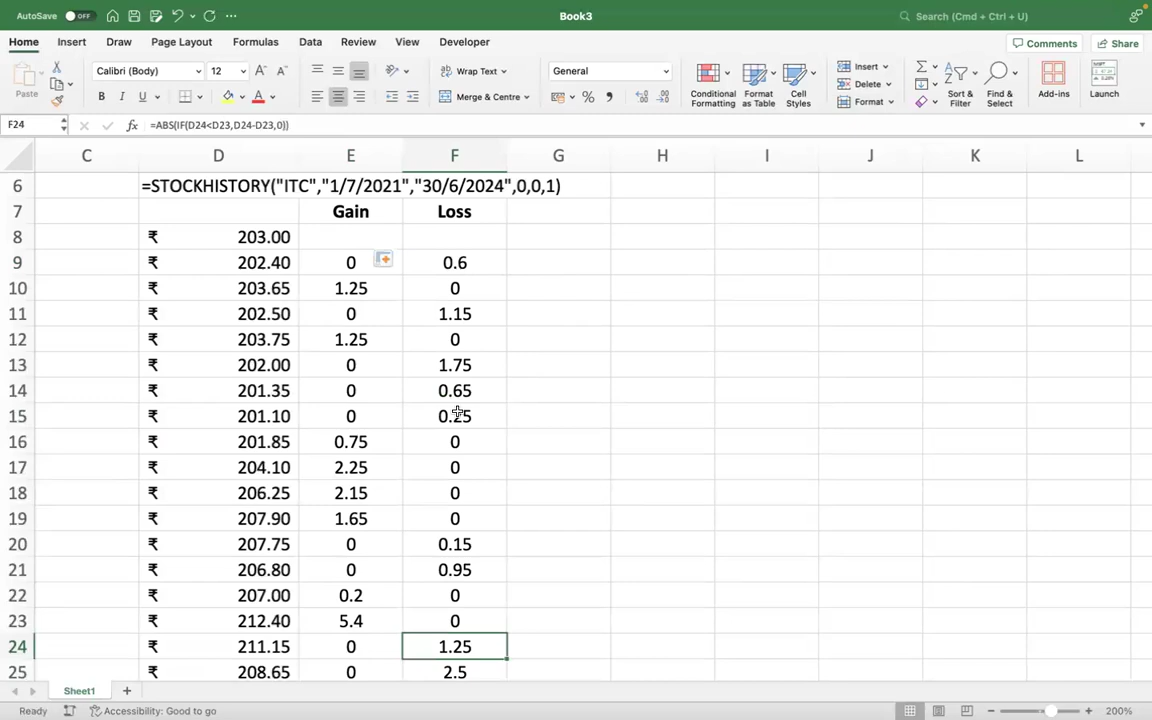 AutoSave OFF Book3 Search (Cmd + Ctrl + U)
Home Insert Draw Page Layout Formulas Data Review View Developer Comments Share
Paste Calibri (Body) 12 A A Wrap Text General Insert
B I U A Merge & Centre % Conditional Formatting Format as Table Cell Styles Delete Format Sort & Filter Find & Select Add-ins Launch
F24 fx =ABS(IF(D24<D23,D24-D23,0))
C D E F G H I J K L
6 =STOCKHISTORY("ITC","1/7/2021","30/6/2024",0,0,1)
7 Gain Loss
8 ₹ 203.00
9 ₹ 202.40 0 0.6
10 ₹ 203.65 1.25 0
11 ₹ 202.50 0 1.15
12 ₹ 203.75 1.25 0
13 ₹ 202.00 0 1.75
14 ₹ 201.35 0 0.65
15 ₹ 201.10 0 0.25
16 ₹ 201.85 0.75 0
17 ₹ 204.10 2.25 0
18 ₹ 206.25 2.15 0
19 ₹ 207.90 1.65 0
20 ₹ 207.75 0 0.15
21 ₹ 206.80 0 0.95
22 ₹ 207.00 0.2 0
23 ₹ 212.40 5.4 0
24 ₹ 211.15 0 1.25
25 ₹ 208.65 0 2.5
Sheet1
Ready Accessibility: Good to go 200%